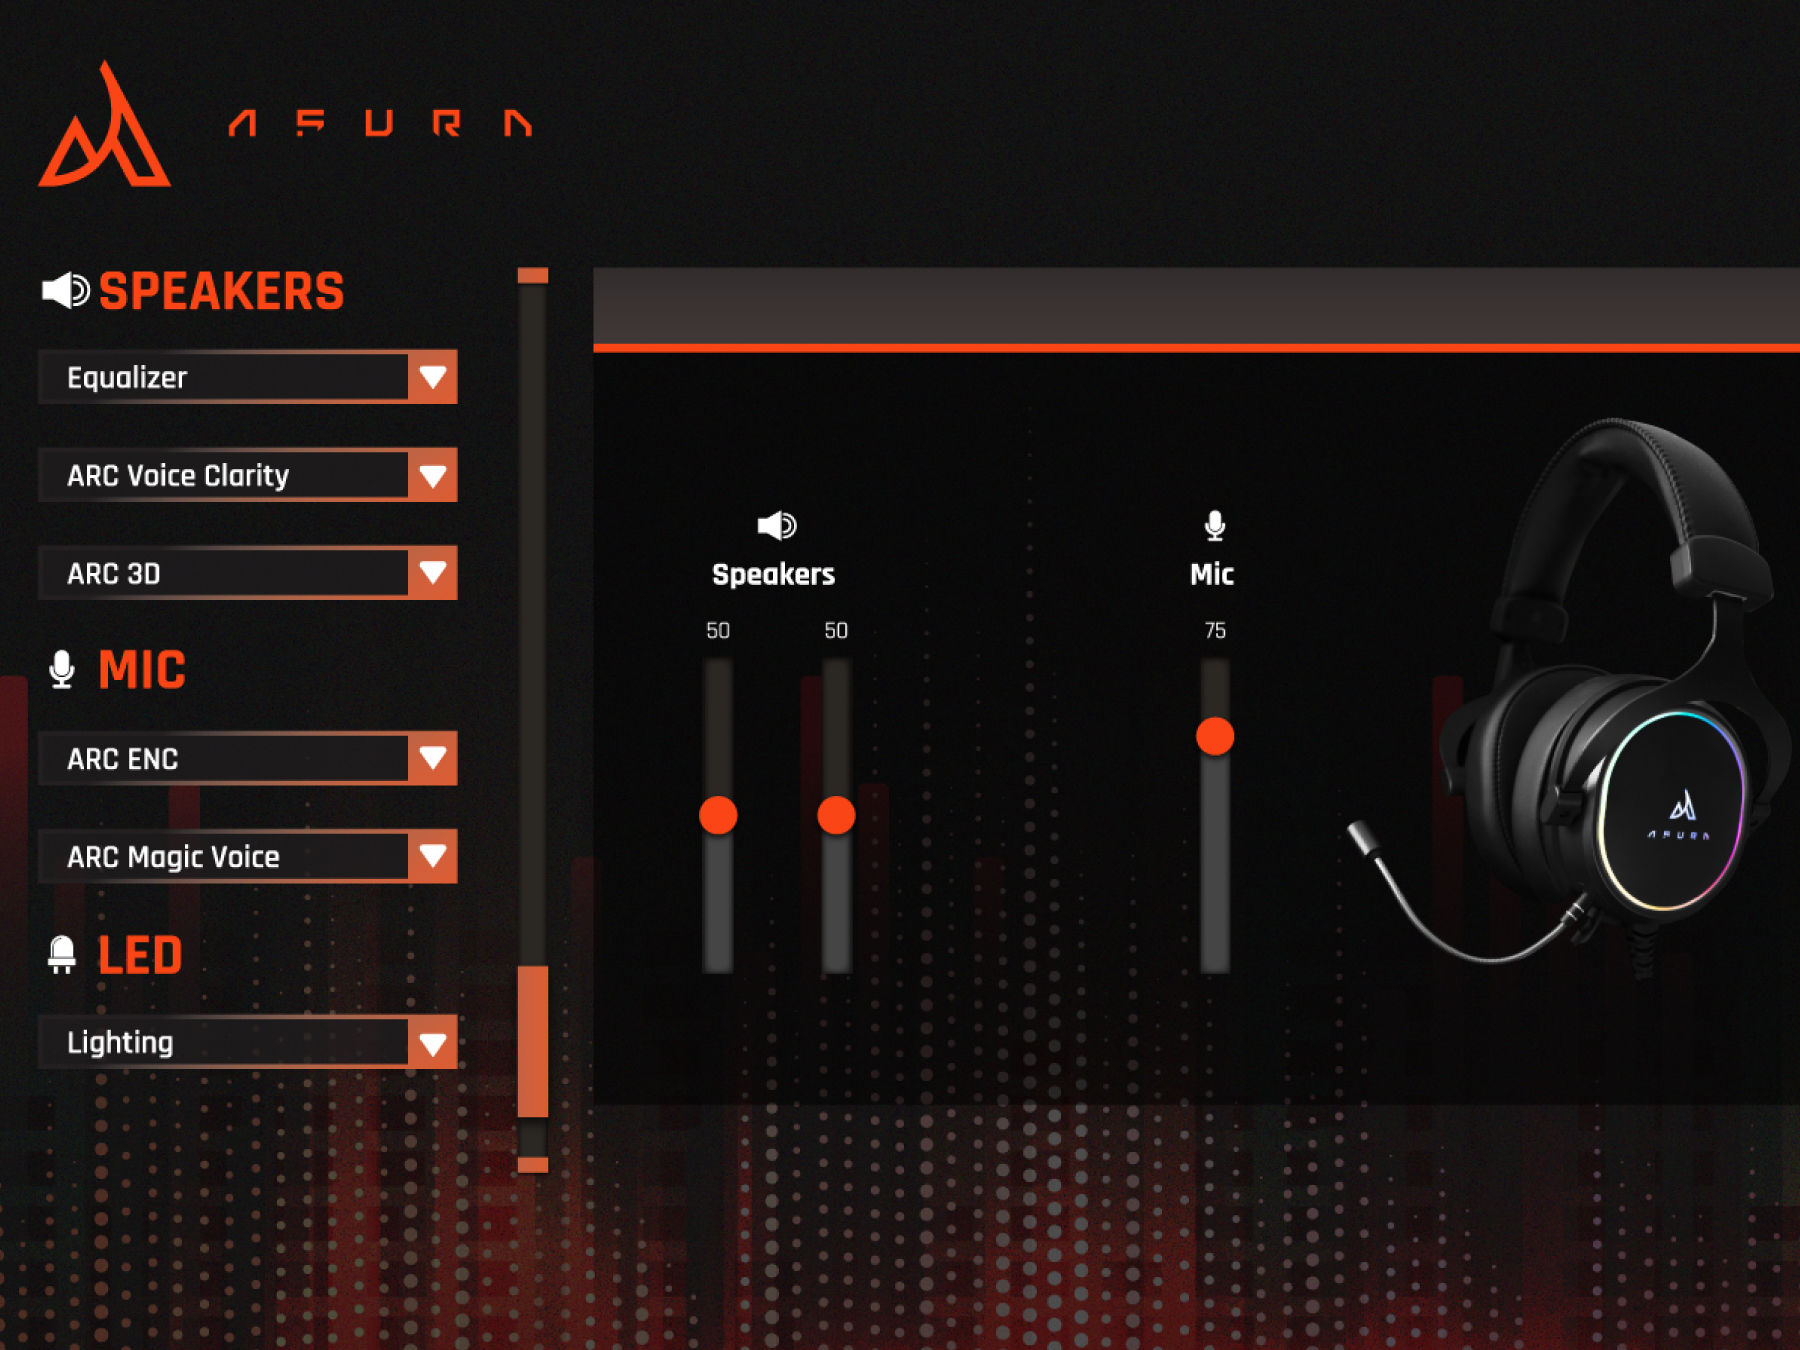 ASURA
SPEAKERS
Equalizer
ARC Voice Clarity
ARC 3D
MIC
ARC ENC
ARC Magic Voice
LED
Lighting
Speakers
50 50
Mic
75
ASURA